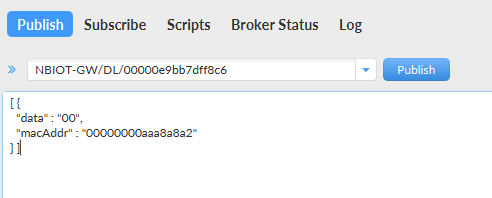 Publish Subscribe Scripts Broker Status Log
NBIOT-GW/DL/00000e9bb7dff8c6 Publish
[ {
"data" : "00",
"macAddr" : "00000000aaa8a8a2"
} ]